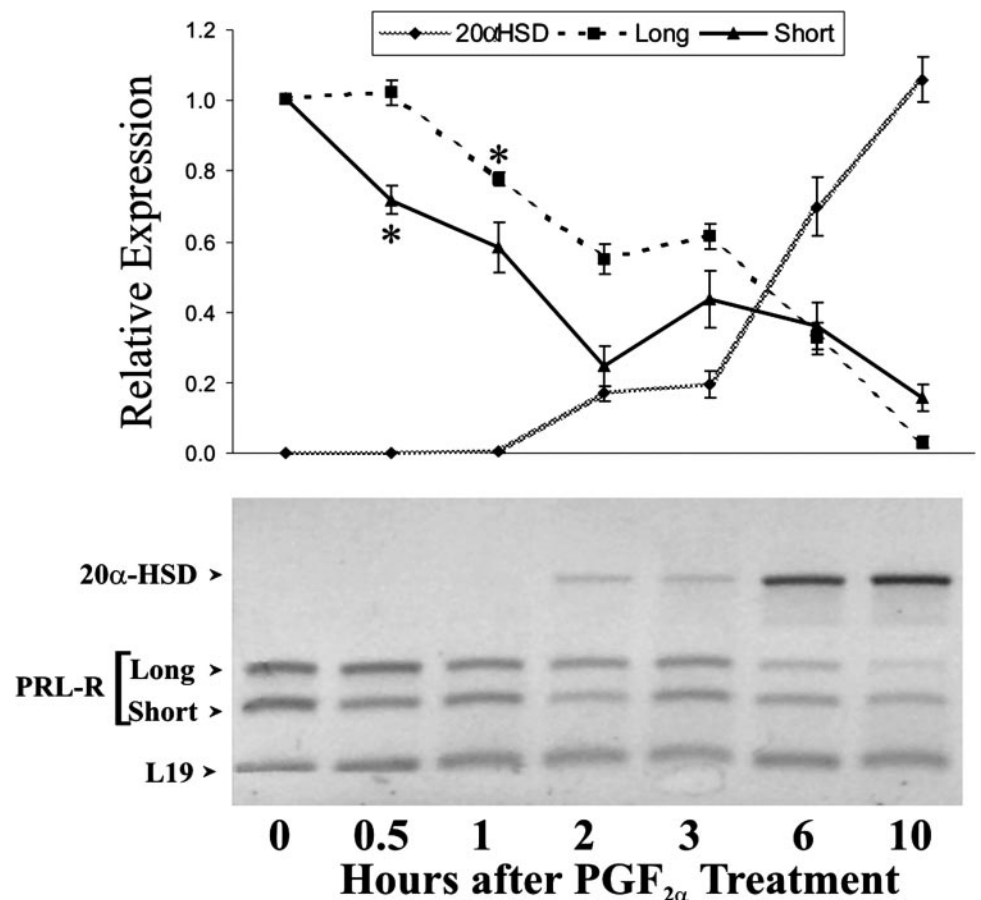 20αHSD Long Short
1.2
1.0
0.8
0.6
0.4
0.2
0.0
Relative Expression
*
*
20α-HSD
PRL-R
Long
Short
L19
0 0.5 1 2 3 6 10
Hours after PGF2α Treatment